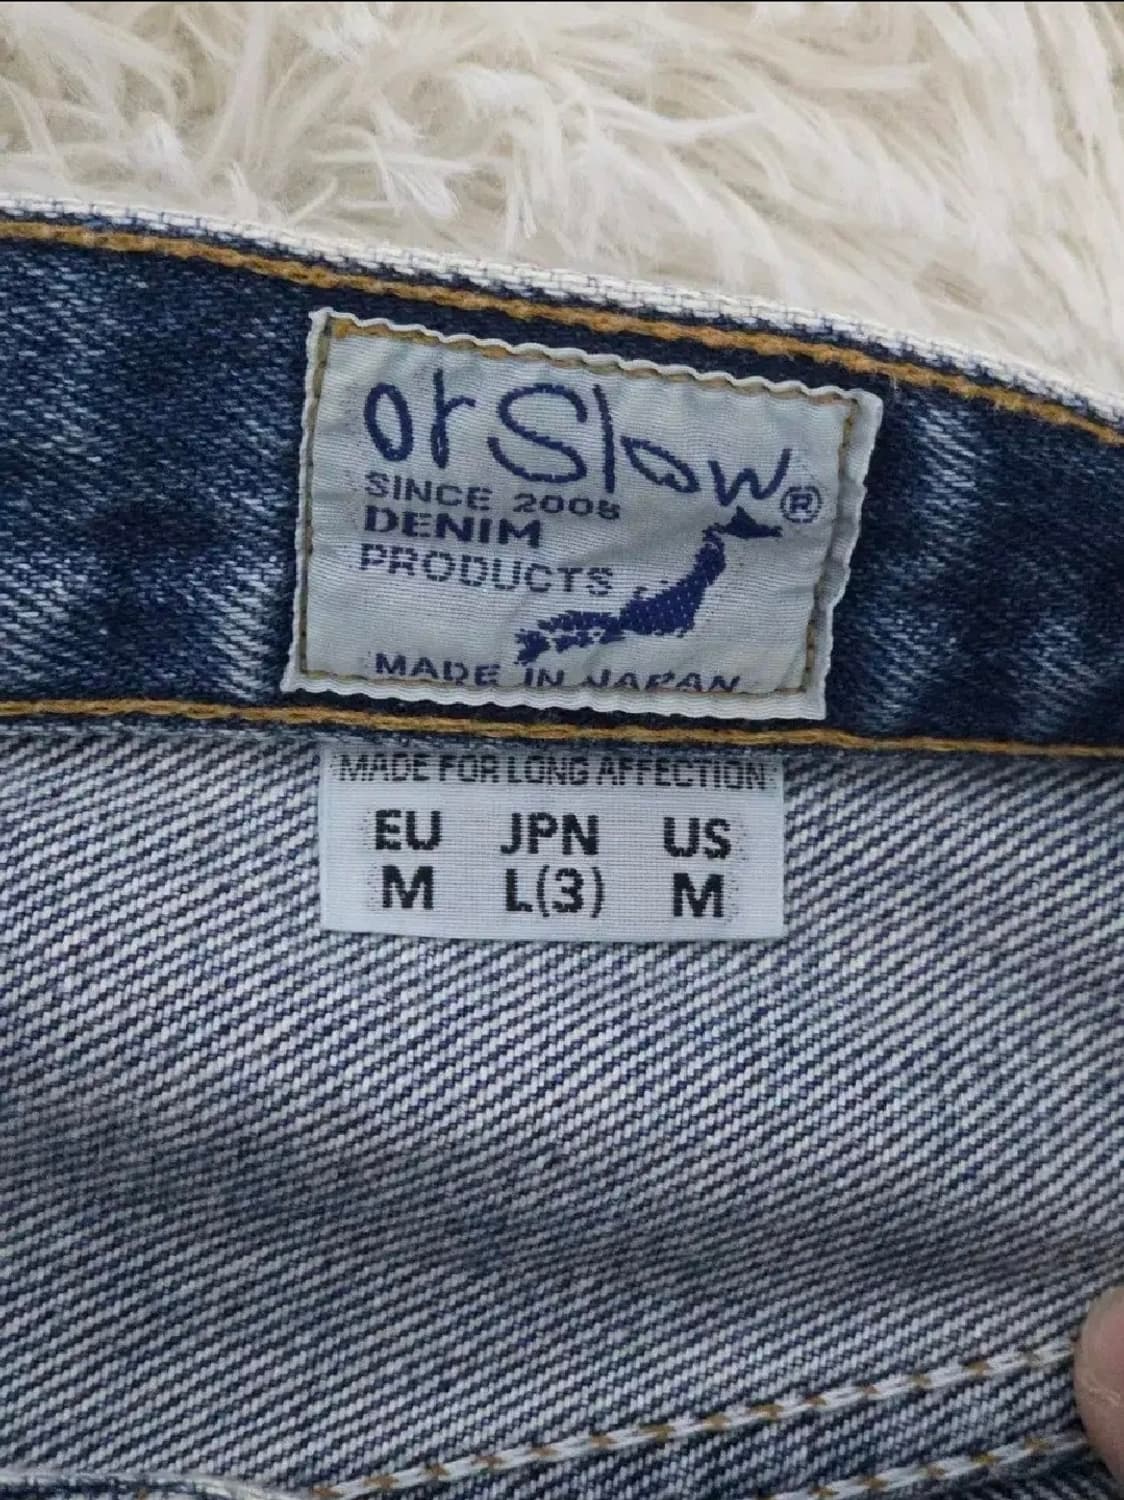 orSlow®
SINCE 2005
DENIM
PRODUCTS
MADE IN JAPAN
MADE FOR LONG AFFECTION
EU JPN US
M L(3) M